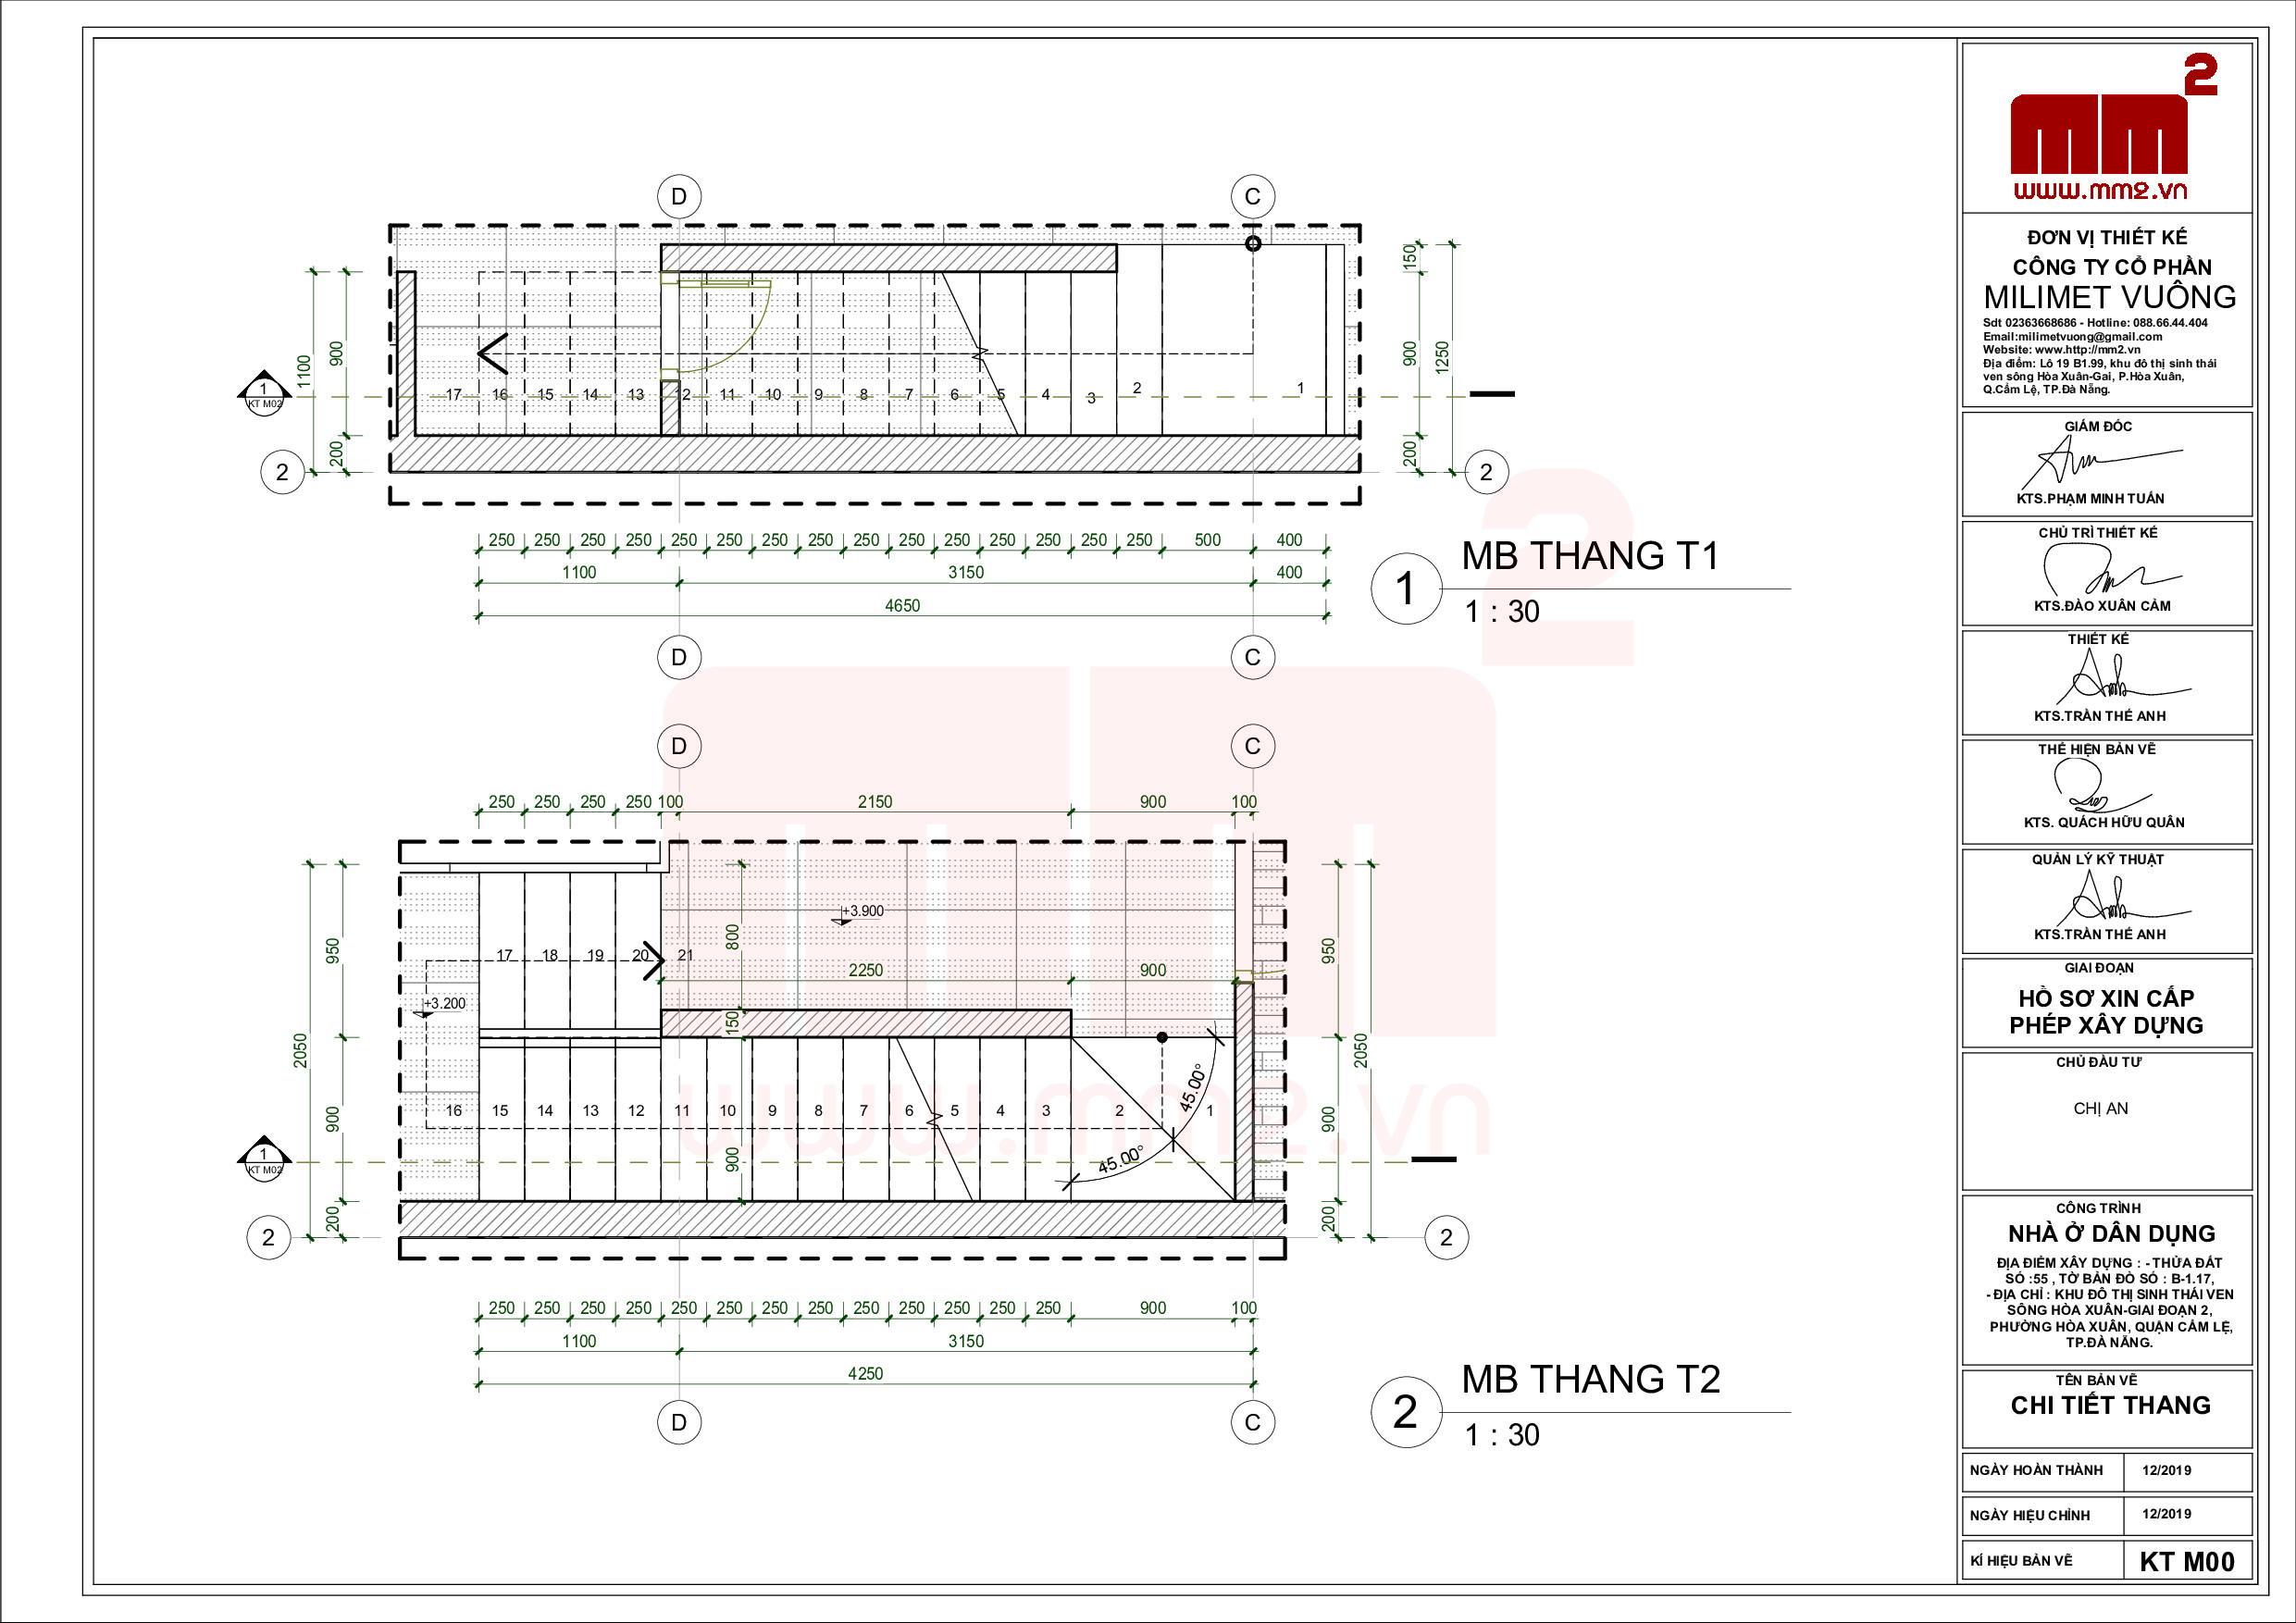 D
C
150
900
1250
200
1100
900
200
1
KT M02
2
17 16 15 14 13 12 11 10 9 8 7 6 5 4 3 2 1
2
250 250 250 250 250 250 250 250 250 250 250 250 250 250 250 500 400
1100 3150 400
4650
1 MB THANG T1
1 : 30
D
C
D
C
250 250 250 250 100 2150 900 100
+3.900
800
17 18 19 20 21
2250 900
+3.200
150
950
900
200
2050
950
900
200
2050
16 15 14 13 12 11 10 9 8 7 6 5 4 3 2 1
45.00°
45.00°
900
1
KT M02
2
2
250 250 250 250 250 250 250 250 250 250 250 250 250 900 100
1100 3150
4250
D
C
2 MB THANG T2
1 : 30
mm2
www.mm2.vn
mm2
www.mm2.vn
ĐƠN VỊ THIẾT KẾ
CÔNG TY CỔ PHẦN
MILIMET VUÔNG
Sdt 02363668686 - Hotline: 088.66.44.404
Email:milimetvuong@gmail.com
Website: www.http://mm2.vn
Địa điểm: Lô 19 B1.99, khu đô thị sinh thái
ven sông Hòa Xuân-Gai, P.Hòa Xuân,
Q.Cẩm Lệ, TP.Đà Nẵng.
GIÁM ĐỐC
KTS.PHẠM MINH TUẤN
CHỦ TRÌ THIẾT KẾ
KTS.ĐÀO XUÂN CẢM
THIẾT KẾ
KTS.TRẦN THẾ ANH
THỂ HIỆN BẢN VẼ
KTS. QUÁCH HỮU QUÂN
QUẢN LÝ KỸ THUẬT
KTS.TRẦN THẾ ANH
GIAI ĐOẠN
HỒ SƠ XIN CẤP
PHÉP XÂY DỰNG
CHỦ ĐẦU TƯ
CHỊ AN
CÔNG TRÌNH
NHÀ Ở DÂN DỤNG
ĐỊA ĐIỂM XÂY DỰNG : - THỬA ĐẤT
SỐ :55 , TỜ BẢN ĐỒ SỐ : B-1.17,
- ĐỊA CHỈ : KHU ĐÔ THỊ SINH THÁI VEN
SÔNG HÒA XUÂN-GIAI ĐOẠN 2,
PHƯỜNG HÒA XUÂN, QUẬN CẨM LỆ,
TP.ĐÀ NẴNG.
TÊN BẢN VẼ
CHI TIẾT THANG
NGÀY HOÀN THÀNH 12/2019
NGÀY HIỆU CHỈNH 12/2019
KÍ HIỆU BẢN VẼ KT M00